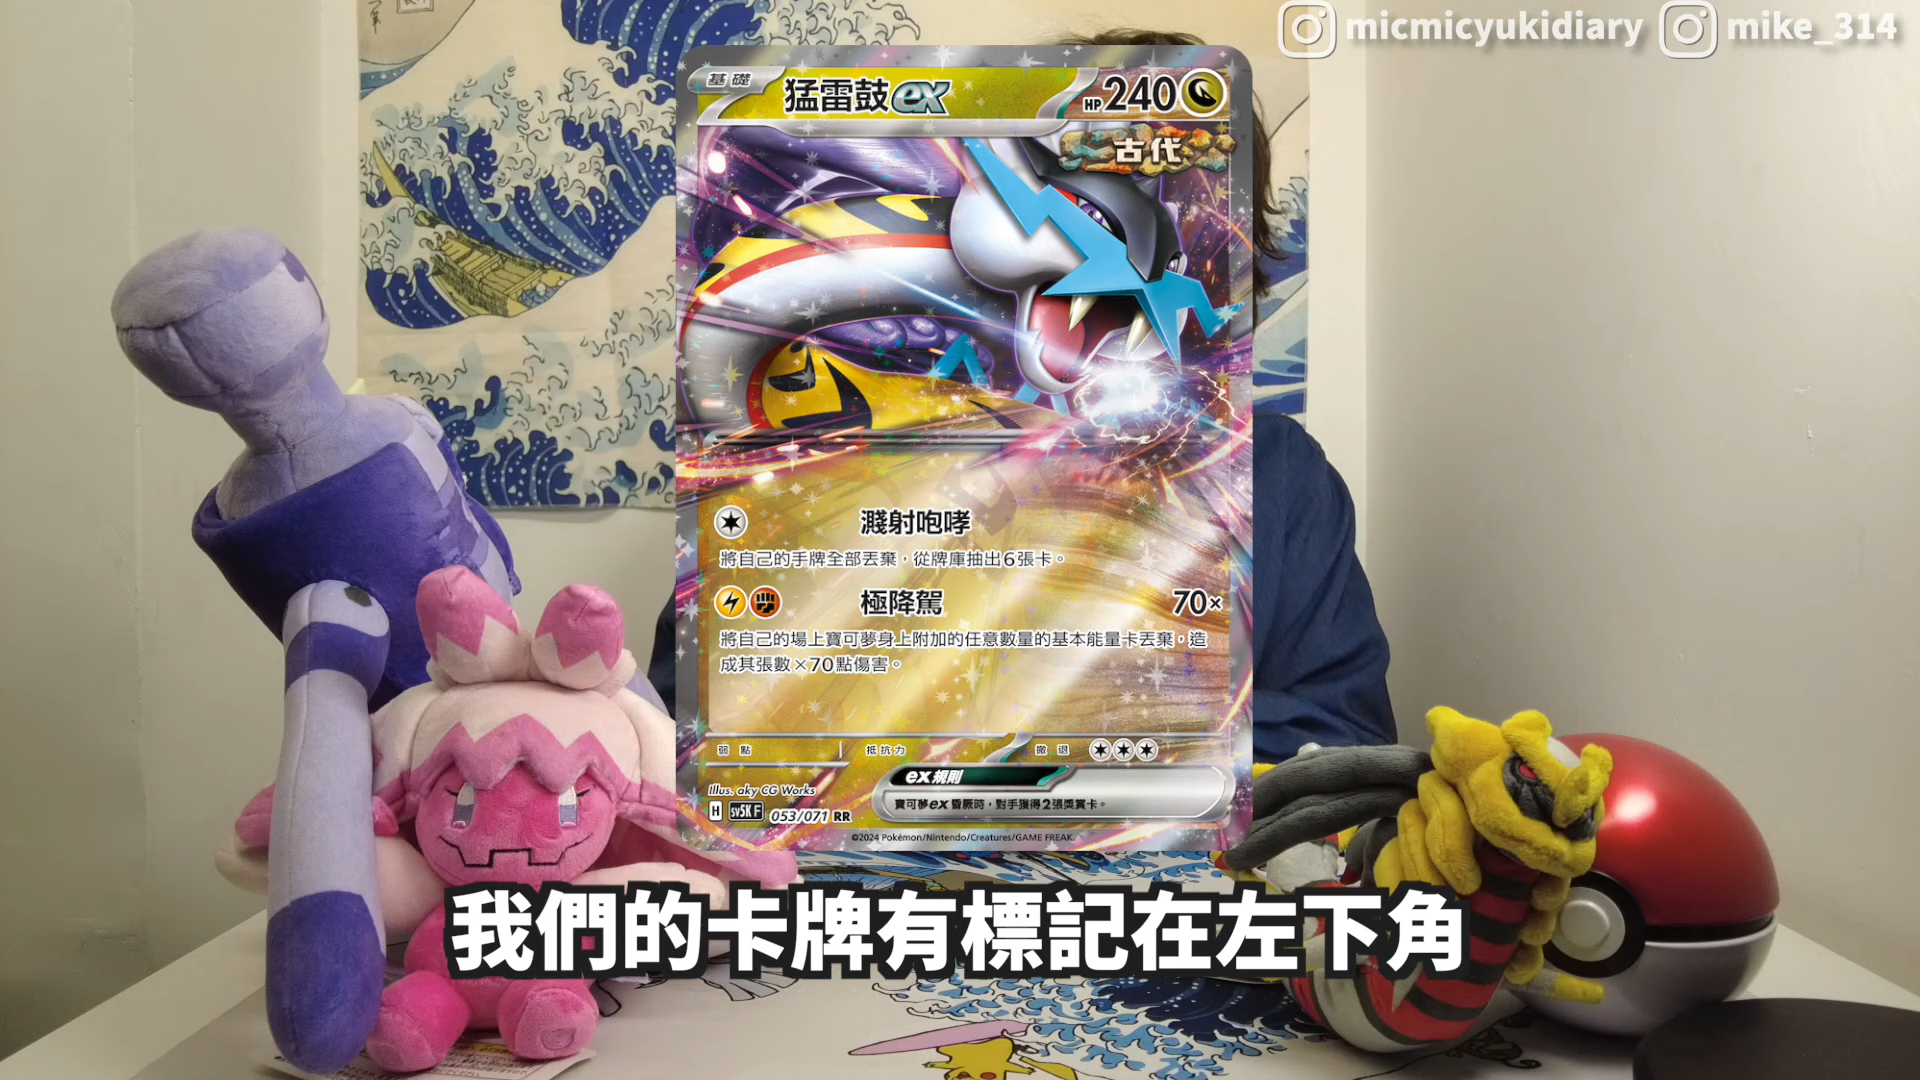 micmicyukidiary mike_314
基礎 猛雷鼓ex HP240
古代
濺射咆哮
將自己的手牌全部丟棄,從牌庫抽出6張卡。
極降駕 70×
將自己的場上寶可夢身上附加的任意數量的基本能量卡丟棄,造
成其張數×70點傷害。
弱點 抵抗力 撤退
ex規則
寶可夢ex昏厥時,對手獲得2張獎賞卡。
Illus. aky CG Works
H sv5K F 053/071 RR
©2024 Pokémon/Nintendo/Creatures/GAME FREAK.
我們的卡牌有標記在左下角